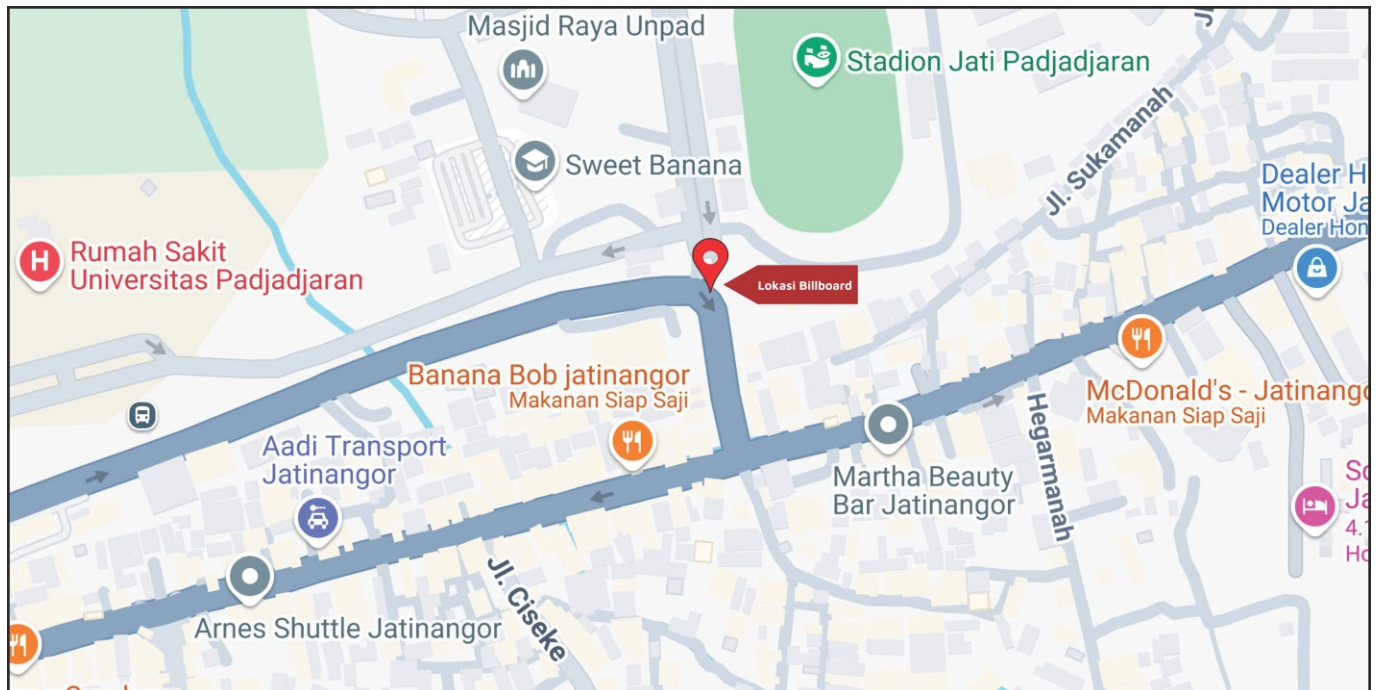 Masjid Raya Unpad
Stadion Jati Padjadjaran
Sweet Banana
Jl. Sukamanah
Dealer H
Motor Ja
Dealer Hon
H
Rumah Sakit
Universitas Padjadjaran
Lokasi Billboard
Banana Bob jatinangor
Makanan Siap Saji
McDonald's - Jatinango
Makanan Siap Saji
Hegarmanah
Aadi Transport
Jatinangor
Martha Beauty
Bar Jatinangor
4.
Ho
Jl. Ciseke
Arnes Shuttle Jatinangor